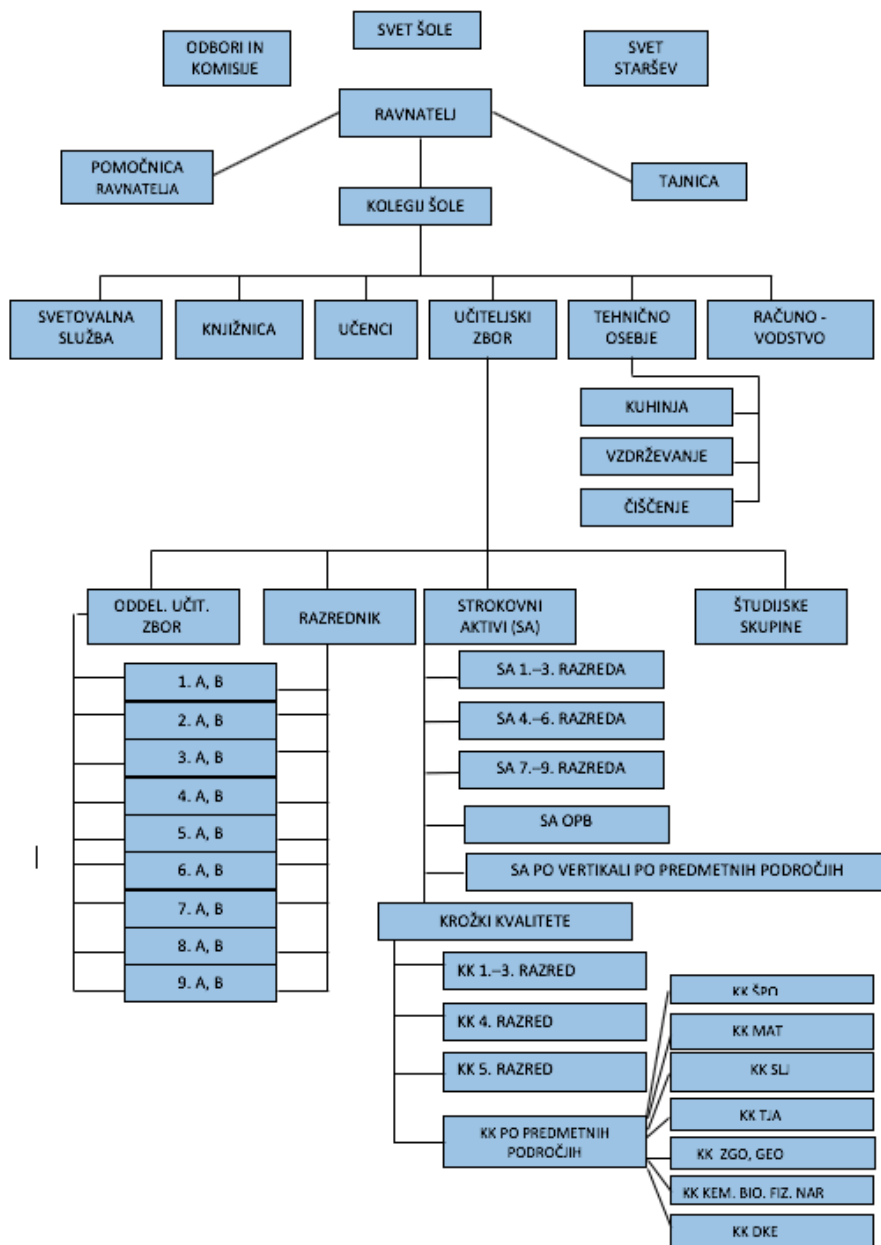 SVET ŠOLE
ODBORI IN
KOMISIJE
SVET
STARŠEV
RAVNATELJ
POMOČNICA
RAVNATELJA
TAJNICA
KOLEGIJ ŠOLE
SVETOVALNA
SLUŽBA
KNJIŽNICA
UČENCI
UČITELJSKI
ZBOR
TEHNIČNO
OSEBJE
RAČUNO -
VODSTVO
KUHINJA
VZDRŽEVANJE
ČIŠČENJE
ODDEL. UČIT.
ZBOR
RAZREDNIK
STROKOVNI
AKTIVI (SA)
ŠTUDIJSKE
SKUPINE
1. A, B
2. A, B
3. A, B
4. A, B
5. A, B
6. A, B
7. A, B
8. A, B
9. A, B
SA 1.–3. RAZREDA
SA 4.–6. RAZREDA
SA 7.–9. RAZREDA
SA OPB
SA PO VERTIKALI PO PREDMETNIH PODROČJIH
KROŽKI KVALITETE
KK 1.–3. RAZRED
KK 4. RAZRED
KK 5. RAZRED
KK PO PREDMETNIH
PODROČJIH
KK ŠPO
KK MAT
KK SLJ
KK TJA
KK ZGO, GEO
KK KEM. BIO. FIZ. NAR
KK DKE